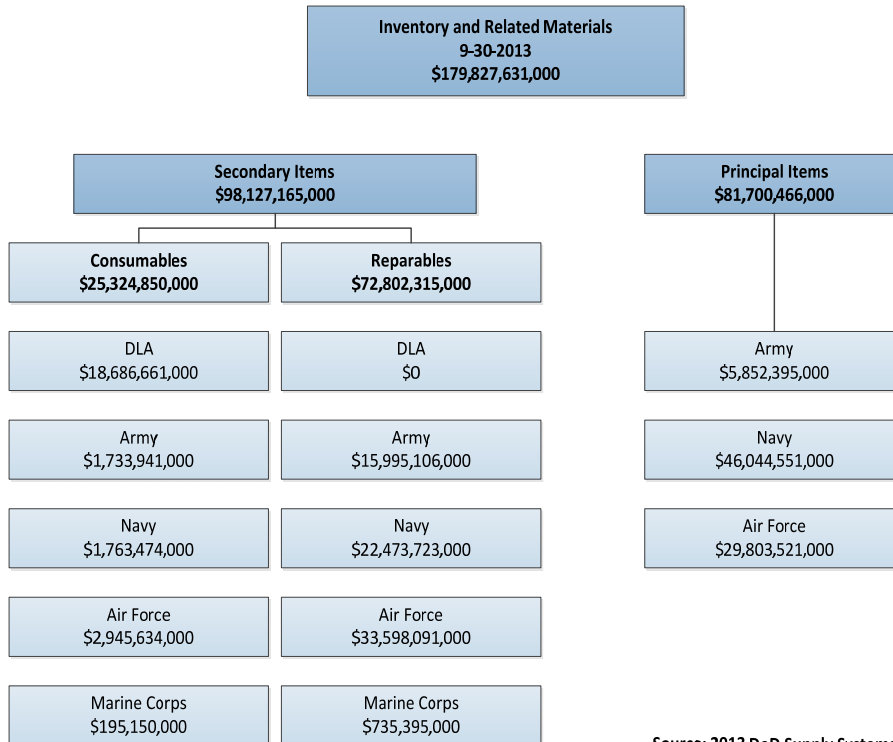 Inventory and Related Materials
9-30-2013
$179,827,631,000
Secondary Items
$98,127,165,000
Principal Items
$81,700,466,000
Consumables
$25,324,850,000
Reparables
$72,802,315,000
DLA
$18,686,661,000
DLA
$0
Army
$5,852,395,000
Army
$1,733,941,000
Army
$15,995,106,000
Navy
$46,044,551,000
Navy
$1,763,474,000
Navy
$22,473,723,000
Air Force
$29,803,521,000
Air Force
$2,945,634,000
Air Force
$33,598,091,000
Marine Corps
$195,150,000
Marine Corps
$735,395,000
Source: 2013 DoD Supply System